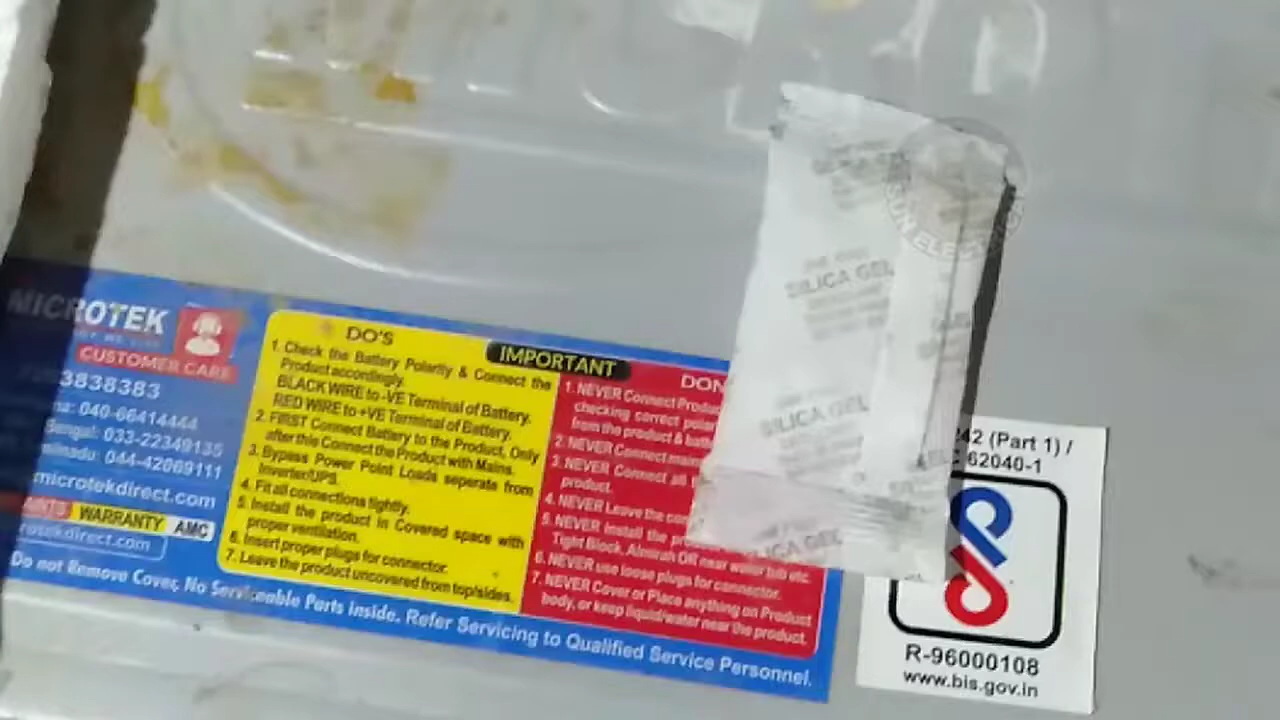 MICROTEK
CUSTOMER CARE
3838383
040-66414444
Bengal: 033-22349135
044-42069111
microtekdirect.com
WARRANTY AMC
DO'S
1. Check the Battery Polarity & Connect the
Product accordingly.
BLACK WIRE to -VE Terminal of Battery.
RED WIRE to +VE Terminal of Battery.
2. FIRST Connect Battery to the Product, Only
after this Connect the Product with Mains.
3. Bypass Power Point Loads seperate from
Inverter/UPS.
4. Fit all connections tightly.
5. Install the product in Covered space with
proper ventilation.
6. Insert proper plugs for connector.
7. Leave the product uncovered from top/sides.
IMPORTANT
DON
1. NEVER Connect Produ
checking correct polar
from the product & batt
2. NEVER Connect main
3. NEVER Connect all
product.
4. NEVER Leave the con
5. NEVER install the pr
Tight Block, Almirah OR near water tub etc.
6. NEVER use loose plugs for connector.
7. NEVER Cover or Place anything on Product
body, or keep liquid/water near the product.
Do not Remove Cover, No Serviceable Parts inside. Refer Servicing to Qualified Service Personnel.
SILICA GEL
SILICA GEL
SILICA GEL
242 (Part 1) /
62040-1
R-96000108
www.bis.gov.in